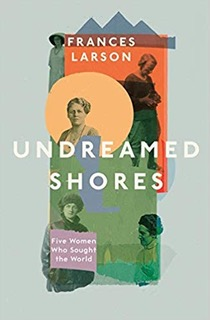 FRANCES
LARSON
UNDREAMED
SHORES
Five Women
Who Sought
the World